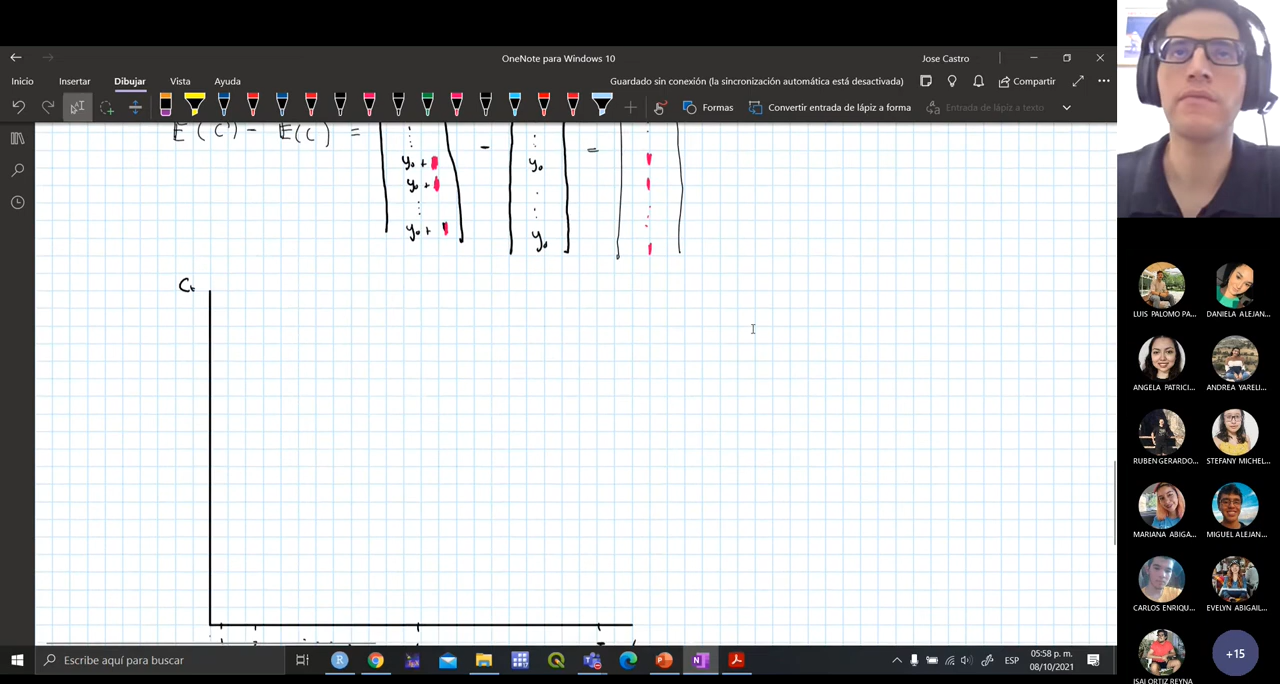 OneNote para Windows 10
Jose Castro
Inicio Insertar Dibujar Vista Ayuda
Guardado sin conexión (la sincronización automática está desactivada)
Compartir
Formas
Convertir entrada de lápiz a forma
Entrada de lápiz a texto
E(C') - E(C) =
⋮
y₀ +
y₀ +
⋮
y₀ +
-
⋮
y₀
⋮
y₀
=
Cₜ
LUIS PALOMO PA...
DANIELA ALEJAN...
ANGELA PATRICI...
ANDREA YARELI...
RUBEN GERARDO...
STEFANY MICHEL...
MARIANA ABIGA...
MIGUEL ALEJAN...
CARLOS ENRIQU...
EVELYN ABIGAIL...
ISAI ORTIZ REYNA
+15
Escribe aquí para buscar
ESP
05:58 p. m.
08/10/2021